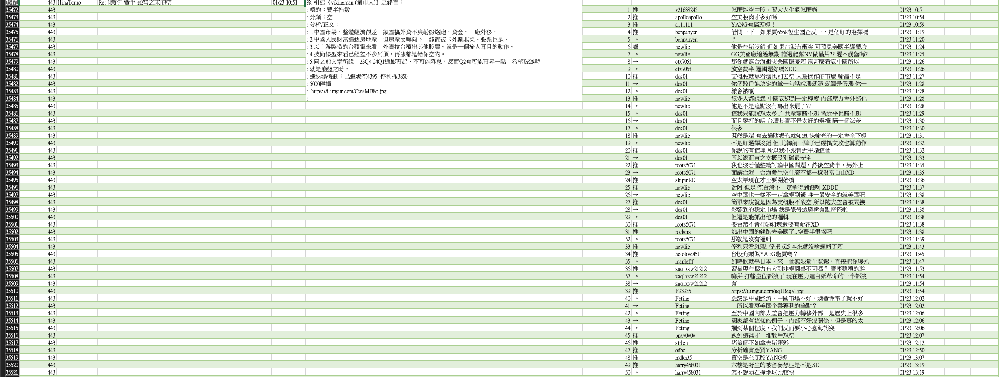 35471 443 HinaTomo Re: [標的] 費半 強弩之末的空 01/23 10:51 ※ 引述《vikingman (圍巾人)》之銘言：
35472 443 : 標的：費半指數 1 推 v21638245 怎麼能空中股，習大大生氣怎麼辦 01/23 10:51
35473 443 : 分類：空 2 推 apolloapollo 空美股肉才多好嗎 01/23 10:54
35474 443 : 分析/正文： 3 推 a111111 YANG有搞頭喔！ 01/23 10:59
35475 443 : 1.中國市場、整體經濟很差，鎖國搞外資不爽紛紛烙跑。資金、工廠外移。 4 推 benpanyen 借問一下，如果買666R恆生國企反一，是個好的選擇嗎 01/23 11:19
35476 443 : 2.中國人民財富追逐房地產，但房產反轉向下，錢都被卡死割韭菜。股票也是。 5 → benpanyen ？ 01/23 11:20
35477 443 : 3.以上游製造的台積電來看，外資拉台積出其他股票。就是一個掩人耳目的動作。 6 噓 newlie 他是在賭沒錯 但如果台海有衝突 可預見美國半導體垮 01/23 11:24
35478 443 : 4.技術線型來看已經差不多到頂，再漲都是給你空的。 7 → newlie GG美國廠遙遙無期 誰還能幫NV做晶片?? 還不崩盤嗎? 01/23 11:25
35479 443 : 5.同之前文章所說，23Q4-24Q1通膨再起，不可能降息，反而Q2有可能再昇一點，希望破滅時 8 → ctx705f 那你就寫台海衝突美國隱憂阿 寫甚麼看衰中國所以 01/23 11:26
35480 443 : 就是崩盤之時。 9 → ctx705f 放空費半 邏輯還好嗎XDD 01/23 11:26
35481 443 : 進退場機制：已進場空4395 停利抓3850 10 推 dos01 支概股就算看壞也別去空 人為操作的市場 輸贏不是 01/23 11:27
35482 443 : 5000停損 11 → dos01 你個散戶能決定的黨一句話說漲就漲 就算是假漲 你一 01/23 11:28
35483 443 : https://i.imgur.com/CwsMB8c.jpg 12 → dos01 樣會被嘎 01/23 11:28
35484 443 : 13 推 newlie 很多人都說過 中國衰退到一定程度 內部壓力會外部化 01/23 11:28
35485 443 14 → newlie 他是不是這點沒有寫出來罷了?? 01/23 11:28
35486 443 15 → dos01 這我只能說想太多了 共產黨賭不起 習近平也賭不起 01/23 11:29
35487 443 16 → dos01 而且要打的話 台灣其實不是太好的選擇 隔一個海差 01/23 11:30
35488 443 17 → dos01 很多 01/23 11:30
35489 443 18 推 newlie 既然是賭 有去過賭場的就知道 快輸光的一定會全下喔 01/23 11:31
35490 443 19 → newlie 不是好選擇沒錯 但 北韓前一陣子已經搞文攻也算動作 01/23 11:32
35491 443 20 推 dos01 你說的有道理 所以我不跟習近平賭這個 01/23 11:32
35492 443 21 → dos01 所以總而言之支概股別碰最安全 01/23 11:33
35493 443 22 推 roots5071 我也沒看懂整篇討論中國問題，然後空費半，另外上 01/23 11:35
35494 443 23 → roots5071 面講台海，台海發生空什麼不都一樣財富自由XD 01/23 11:35
35495 443 24 推 shipinRD 空太早現在才正要開始噴 01/23 11:36
35496 443 25 推 newlie 對阿 但是 空台灣不一定拿得到錢啊 XDDD 01/23 11:37
35497 443 26 → newlie 空中國也一樣不一定拿得到錢 唯一最安全的就美國吧 01/23 11:38
35498 443 27 推 dos01 簡單來說就是因為支概股不敢空 所以跑去空會被間接 01/23 11:38
35499 443 28 → dos01 影響到的穩定市場 我是覺得這邏輯有點奇怪啦 01/23 11:38
35500 443 29 → dos01 但還是能抓出他的邏輯 01/23 11:38
35501 443 30 推 roots5071 要台幣不會4萬換1塊還要有命花XD 01/23 11:38
35502 443 31 推 rockers 逃出中國的錢跑去美國了..空費半很慘吧 01/23 11:38
35503 443 32 → roots5071 那就是沒有邏輯 01/23 11:39
35504 443 33 推 newlie 停利只看545點 停損-605 本來就沒啥邏輯了阿 01/23 11:43
35505 443 34 推 hololive45P 台股有類似YABG能買嗎？ 01/23 11:45
35506 443 35 → maplefff 到時候就學日本，來一個無限量化寬鬆，直接把你嘎死 01/23 11:47
35507 443 36 推 zaq1xsw21212 習皇現在壓力有大到非得翻桌不可嗎？ 寶座穩穩的幹 01/23 11:53
35508 443 37 → zaq1xsw21212 嘛拼 打輸皇位都沒了 現在壓力連白紙革命的一半都沒 01/23 11:54
35509 443 38 → zaq1xsw21212 有 01/23 11:54
35510 443 39 推 F93935 https://i.imgur.com/uqTBeqV.jpg 01/23 11:54
35511 443 40 → Feting 應該是中國經濟，中國市場不好，消費性電子就不好 01/23 12:02
35512 443 41 → Feting ，所以看衰美國企業獲利的論點？ 01/23 12:02
35513 443 42 → Feting 至於中國內部太差會把壓力轉移外部，是歷史上很多 01/23 12:06
35514 443 43 → Feting 國家都有這樣的例子。內部不好沒關係，但是真的太 01/23 12:06
35515 443 44 → Feting 爛到某個程度，我們反而要小心臺海衝突 01/23 12:06
35516 443 45 推 ppav0v0v 跌到這裡才一堆散戶想空 01/23 12:07
35517 443 46 推 strlen 賭這個不如拿去賭運彩 01/23 12:12
35518 443 47 推 odbc 分析確實應買YANG 01/23 12:50
35519 443 48 推 mdkn35 買空是在屁股YANG喔 01/23 13:07
35520 443 49 推 harry458031 六樓是野生的被害妄想症是不是XD 01/23 13:19
35521 443 50 → harry458031 怎不說隕石撞地球比較快 01/23 13:19